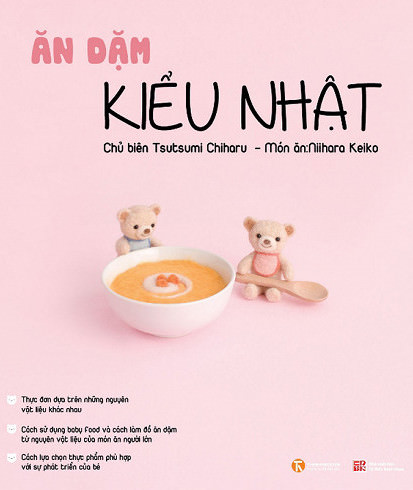 ĂN DẶM
KIỂU NHẬT
Chủ biên Tsutsumi Chiharu - Món ăn:Niihara Keiko
Thực đơn dựa trên những nguyên
vật liệu khác nhau
Cách sử dụng baby food và cách làm đồ ăn dặm
từ nguyên vật liệu của món ăn người lớn
Cách lựa chọn thực phẩm phù hợp
với sự phát triển của bé